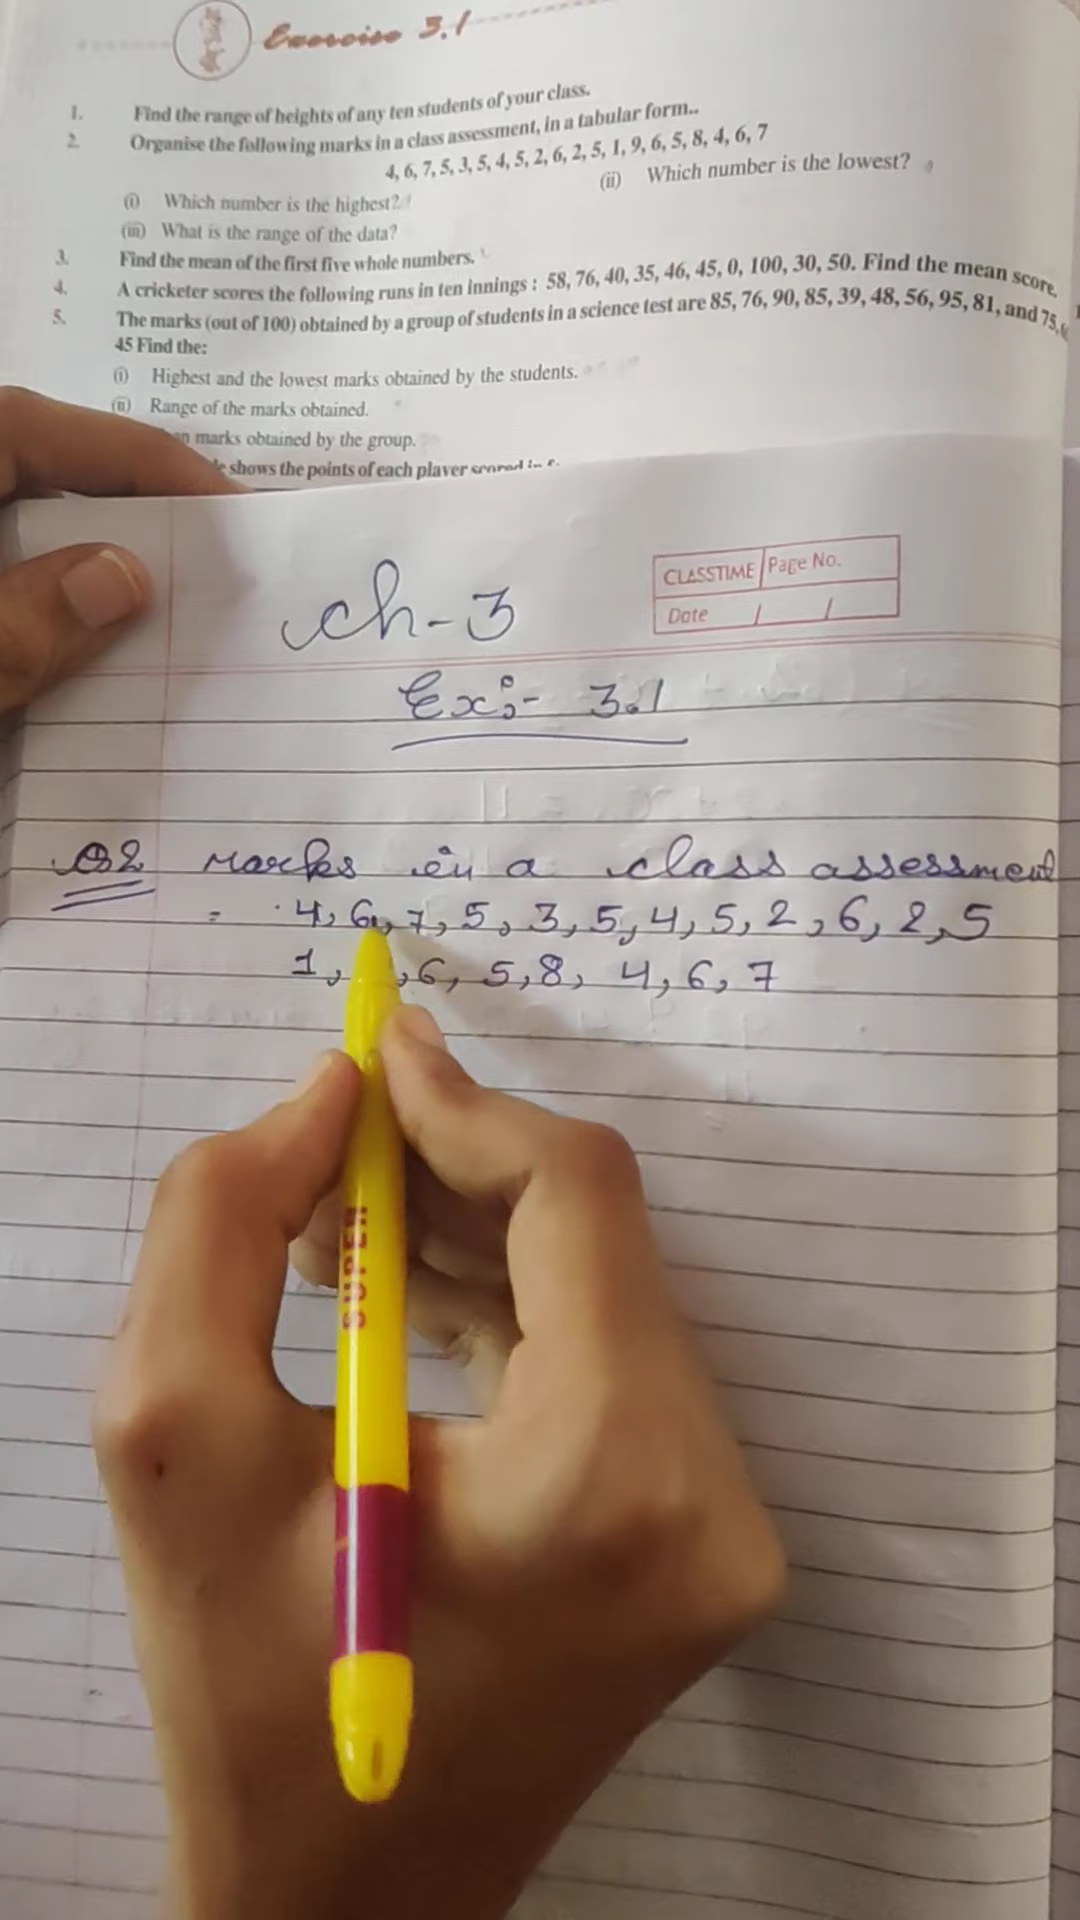 Exercise 3.1
1. Find the range of heights of any ten students of your class.
2. Organise the following marks in a class assessment, in a tabular form..
4, 6, 7, 5, 3, 5, 4, 5, 2, 6, 2, 5, 1, 9, 6, 5, 8, 4, 6, 7
(i) Which number is the highest? (ii) Which number is the lowest?
(iii) What is the range of the data?
3. Find the mean of the first five whole numbers.
4. A cricketer scores the following runs in ten innings : 58, 76, 40, 35, 46, 45, 0, 100, 30, 50. Find the mean score.
5. The marks (out of 100) obtained by a group of students in a science test are 85, 76, 90, 85, 39, 48, 56, 95, 81, and 75,
45 Find the:
(i) Highest and the lowest marks obtained by the students.
(ii) Range of the marks obtained.
marks obtained by the group.
shows the points of each player scored
ch-3
CLASSTIME Page No.
Date / /
Ex:- 3.1
Q2 Marks in a class assessment
= 4, 6, 7, 5, 3, 5, 4, 5, 2, 6, 2, 5
1, , 6, 5, 8, 4, 6, 7
SUPER